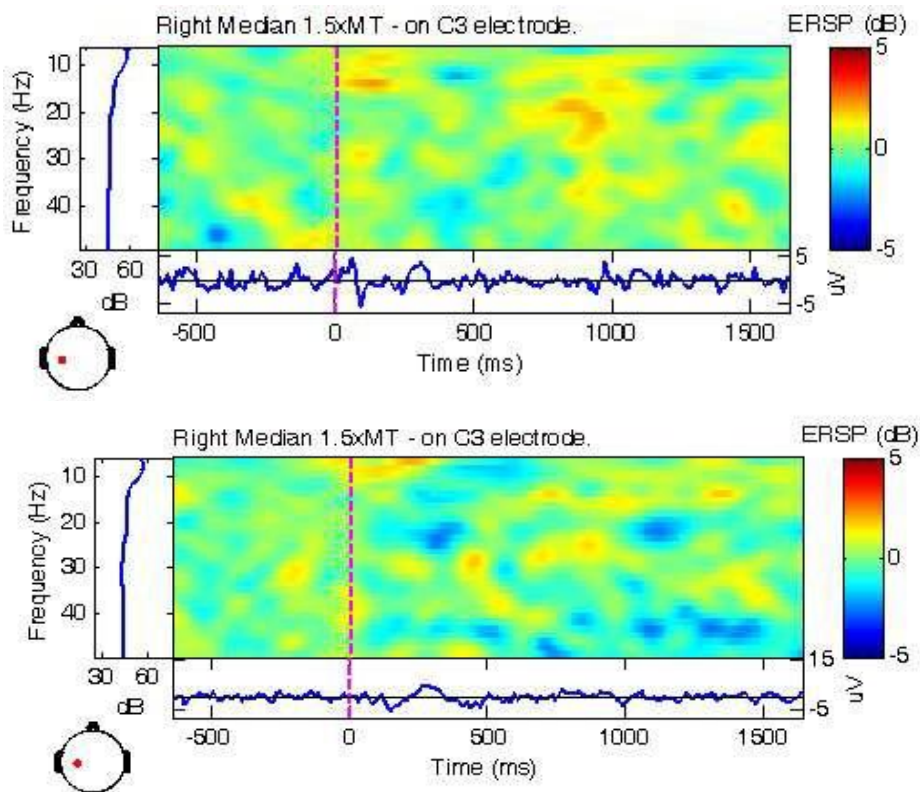 Right Median 1.5xMT - on C3 electrode.
ERSP (dB)
Frequency (Hz)
10
20
30
40
5
0
-5
30 60
dB
5
-5
uV
-500 0 500 1000 1500
Time (ms)
Right Median 1.5xMT - on C3 electrode.
ERSP (dB)
Frequency (Hz)
10
20
30
40
5
0
-5
30 60
dB
15
-5
uV
-500 0 500 1000 1500
Time (ms)